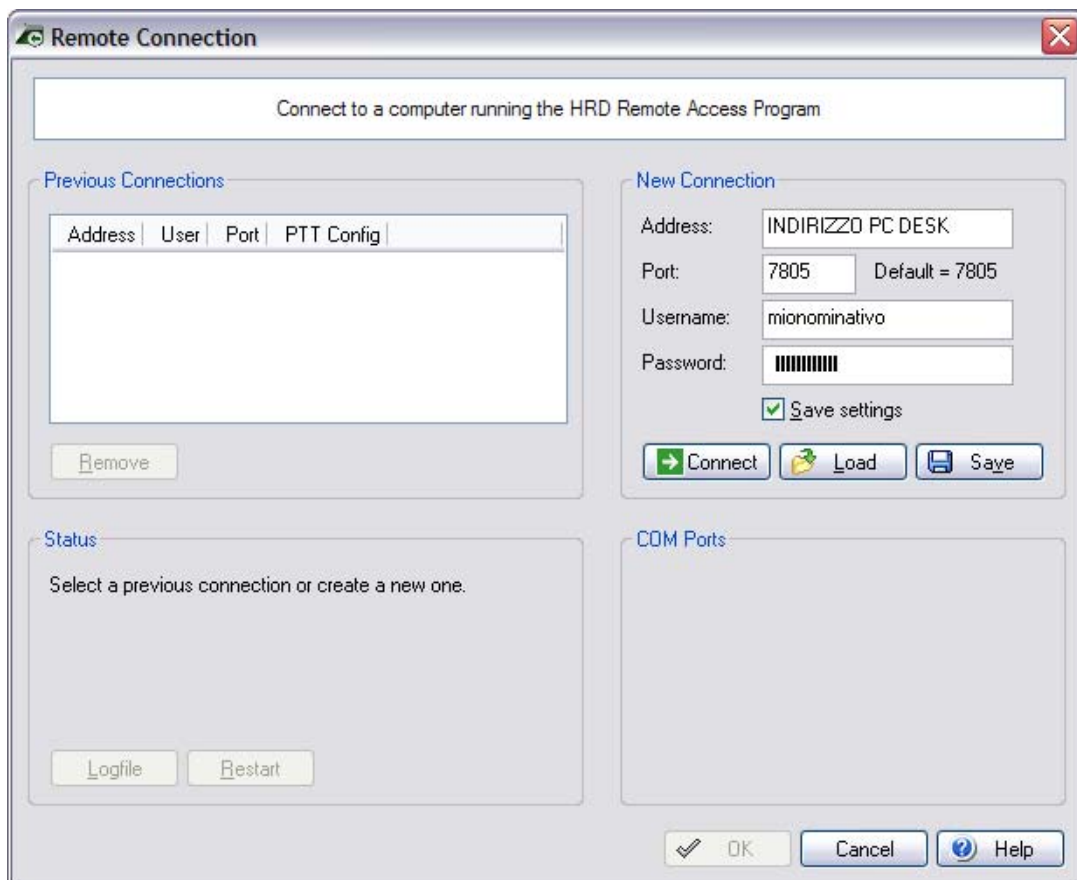 Remote Connection
Connect to a computer running the HRD Remote Access Program
Previous Connections
Address User Port PTT Config
Remove
New Connection
Address: INDIRIZZO PC DESK
Port: 7805 Default = 7805
Username: mionominativo
Password:
Save settings
Connect Load Save
Status
Select a previous connection or create a new one.
Logfile Restart
COM Ports
OK Cancel Help